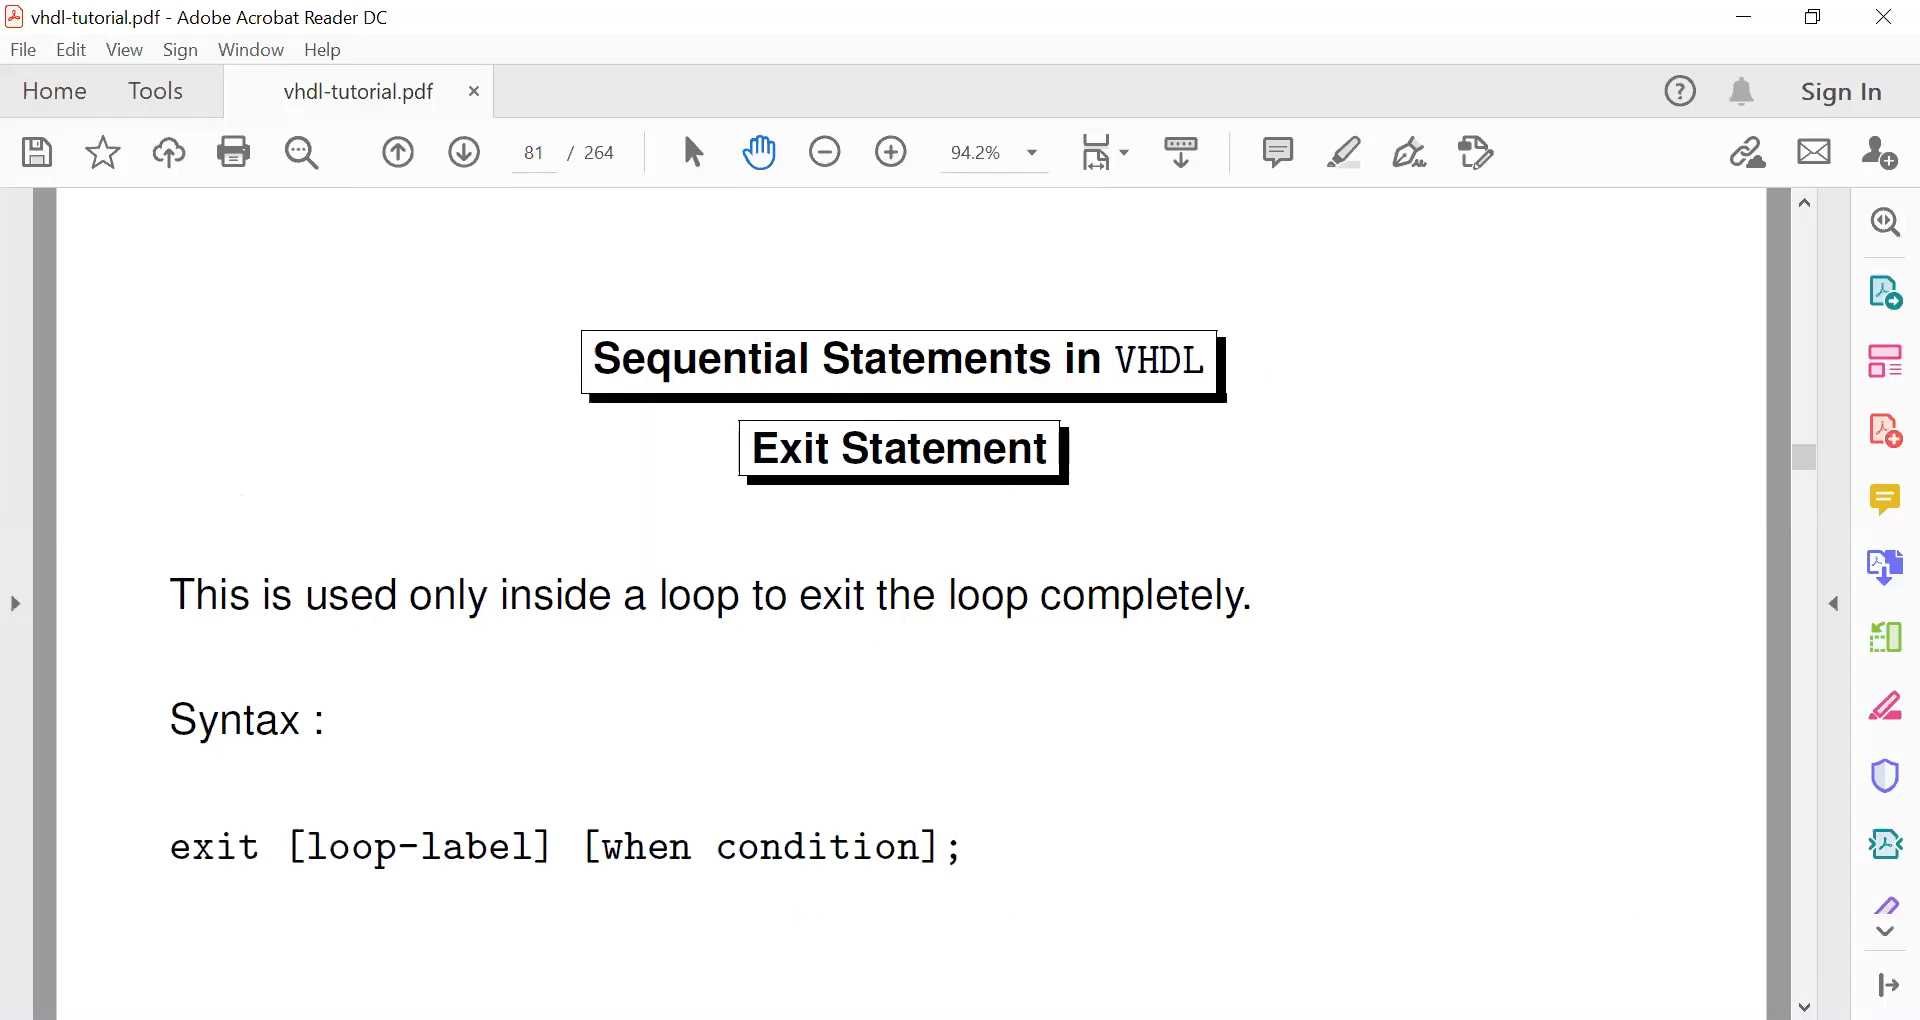 vhdl-tutorial.pdf - Adobe Acrobat Reader DC
File Edit View Sign Window Help
Home Tools vhdl-tutorial.pdf × Sign In
81 / 264 94.2%
Sequential Statements in VHDL
Exit Statement
This is used only inside a loop to exit the loop completely.
Syntax :
exit [loop-label] [when condition];